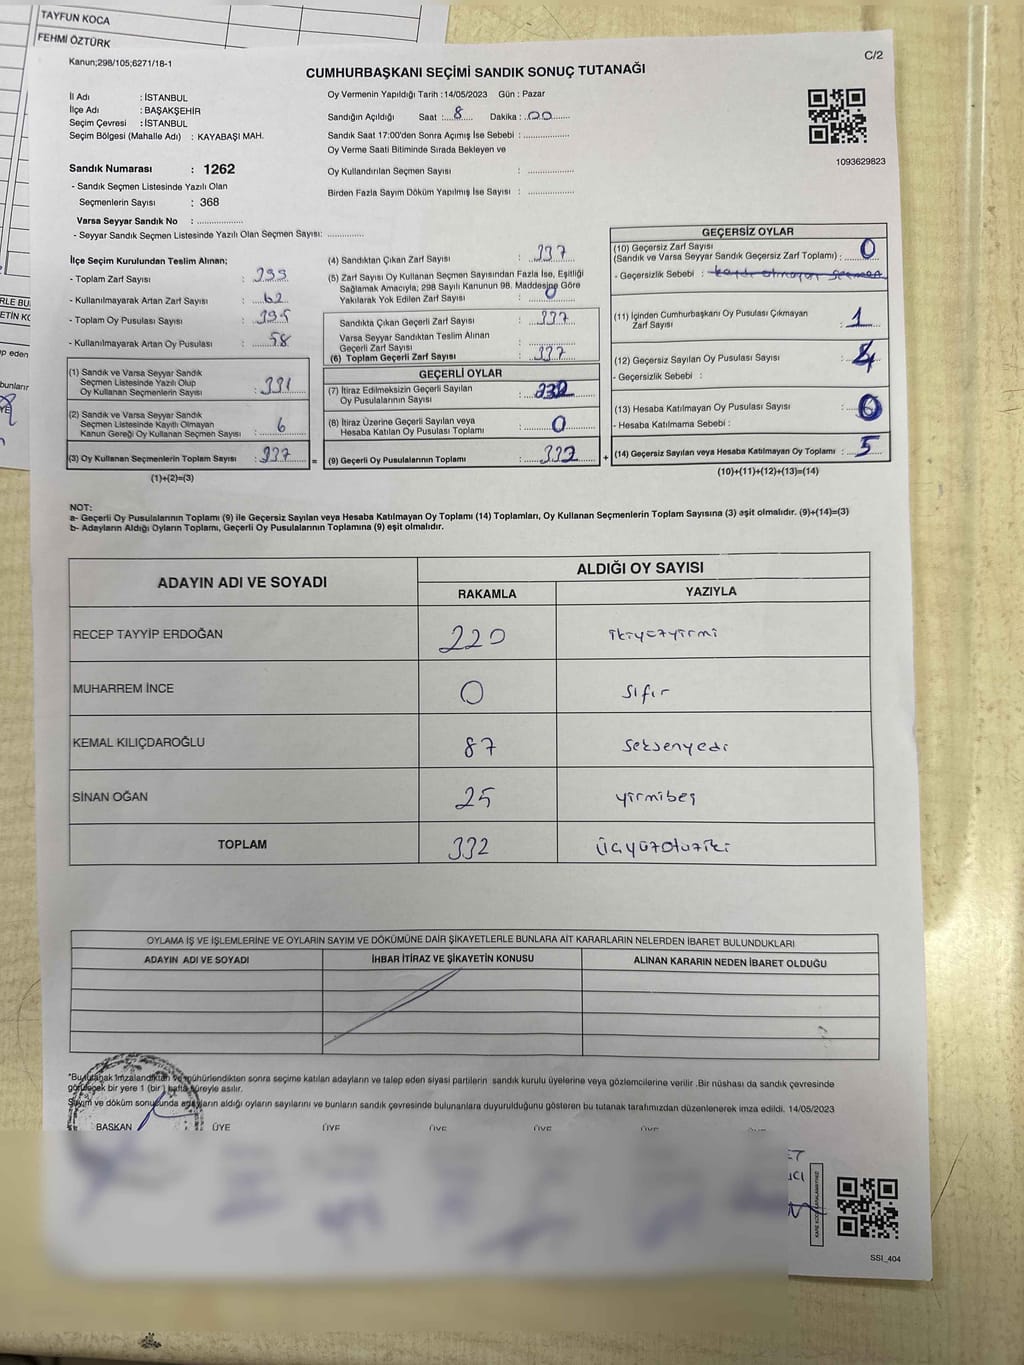 TAYFUN KOCA
FEHMİ ÖZTÜRK
Kanun;298/105;6271/18-1
C/2
CUMHURBAŞKANI SEÇİMİ SANDIK SONUÇ TUTANAĞI
İl Adı : İSTANBUL
İlçe Adı : BAŞAKŞEHİR
Seçim Çevresi : İSTANBUL
Seçim Bölgesi (Mahalle Adı) : KAYABAŞI MAH.
Oy Vermenin Yapıldığı Tarih :14/05/2023 Gün : Pazar
Sandığın Açıldığı Saat :...8.... Dakika :..00.......
Sandık Saat 17:00'den Sonra Açımış İse Sebebi : ..................
Oy Verme Saati Bitiminde Sırada Bekleyen ve
Oy Kullandırılan Seçmen Sayısı : ..................
Birden Fazla Sayım Döküm Yapılmış İse Sayısı : ..................
1093629823
Sandık Numarası : 1262
- Sandık Seçmen Listesinde Yazılı Olan
Seçmenlerin Sayısı : 368
Varsa Seyyar Sandık No : ..................
- Seyyar Sandık Seçmen Listesinde Yazılı Olan Seçmen Sayısı: ..............
İlçe Seçim Kurulundan Teslim Alınan;
- Toplam Zarf Sayısı : 399
- Kullanılmayarak Artan Zarf Sayısı : 62
- Toplam Oy Pusulası Sayısı : 395
- Kullanılmayarak Artan Oy Pusulası : 58
(1) Sandık ve Varsa Seyyar Sandık
Seçmen Listesinde Yazılı Olup
Oy Kullanan Seçmenlerin Sayısı : 331
(2) Sandık ve Varsa Seyyar Sandık
Seçmen Listesinde Kayıtlı Olmayan
Kanun Gereği Oy Kullanan Seçmen Sayısı : 6
(3) Oy Kullanan Seçmenlerin Toplam Sayısı : 337
(1)+(2)=(3)
(4) Sandıktan Çıkan Zarf Sayısı : 337
(5) Zarf Sayısı Oy Kullanan Seçmen Sayısından Fazla İse, Eşitliği
Sağlamak Amacıyla; 298 Sayılı Kanunun 98. Maddesine Göre
Yakılarak Yok Edilen Zarf Sayısı : 0
Sandıkta Çıkan Geçerli Zarf Sayısı : 337
Varsa Seyyar Sandıktan Teslim Alınan
Geçerli Zarf Sayısı : ..............
(6) Toplam Geçerli Zarf Sayısı : 337
GEÇERLİ OYLAR
(7) İtiraz Edilmeksizin Geçerli Sayılan
Oy Pusulalarının Sayısı : 332
(8) İtiraz Üzerine Geçerli Sayılan veya
Hesaba Katılan Oy Pusulası Toplamı : 0
= (9) Geçerli Oy Pusulalarının Toplamı : 332
GEÇERSİZ OYLAR
(10) Geçersiz Zarf Sayısı
(Sandık ve Varsa Seyyar Sandık Geçersiz Zarf Toplamı) : 0
- Geçersizlik Sebebi : kaydı olmayan seçmen
(11) İçinden Cumhurbaşkanı Oy Pusulası Çıkmayan
Zarf Sayısı : 1
(12) Geçersiz Sayılan Oy Pusulası Sayısı : 4
- Geçersizlik Sebebi :
(13) Hesaba Katılmayan Oy Pusulası Sayısı : 0
- Hesaba Katılmama Sebebi :
+ (14) Geçersiz Sayılan veya Hesaba Katılmayan Oy Toplamı : 5
(10)+(11)+(12)+(13)=(14)
NOT:
a- Geçerli Oy Pusulalarının Toplamı (9) ile Geçersiz Sayılan veya Hesaba Katılmayan Oy Toplamı (14) Toplamları, Oy Kullanan Seçmenlerin Toplam Sayısına (3) eşit olmalıdır. (9)+(14)=(3)
b- Adayların Aldığı Oyların Toplamı, Geçerli Oy Pusulalarının Toplamına (9) eşit olmalıdır.
ADAYIN ADI VE SOYADI
ALDIĞI OY SAYISI
RAKAMLA YAZIYLA
RECEP TAYYİP ERDOĞAN 220 ikiyüzyirmi
MUHARREM İNCE 0 sıfır
KEMAL KILIÇDAROĞLU 87 seksenyedi
SİNAN OĞAN 25 yirmibeş
TOPLAM 332 üçyüzotuziki
OYLAMA İŞ VE İŞLEMLERİNE VE OYLARIN SAYIM VE DÖKÜMÜNE DAİR ŞİKAYETLERLE BUNLARA AİT KARARLARIN NELERDEN İBARET BULUNDUKLARI
ADAYIN ADI VE SOYADI İHBAR İTİRAZ VE ŞİKAYETİN KONUSU ALINAN KARARIN NEDEN İBARET OLDUĞU
"Bu tutanak imzalandıktan ve mühürlendikten sonra seçime katılan adayların ve talep eden siyasi partilerin sandık kurulu üyelerine veya gözlemcilerine verilir .Bir nüshası da sandık çevresinde
görülecek bir yere 1 (bir) hafta süreyle asılır.
Sayım ve döküm sonucunda adayların aldığı oyların sayılarını ve bunların sandık çevresinde bulunanlara duyurulduğunu gösteren bu tutanak tarafımızdan düzenlenerek imza edildi. 14/05/2023
BAŞKAN ÜYE ÜYE ÜYE ÜYE ÜYE ÜYE
SSI_404